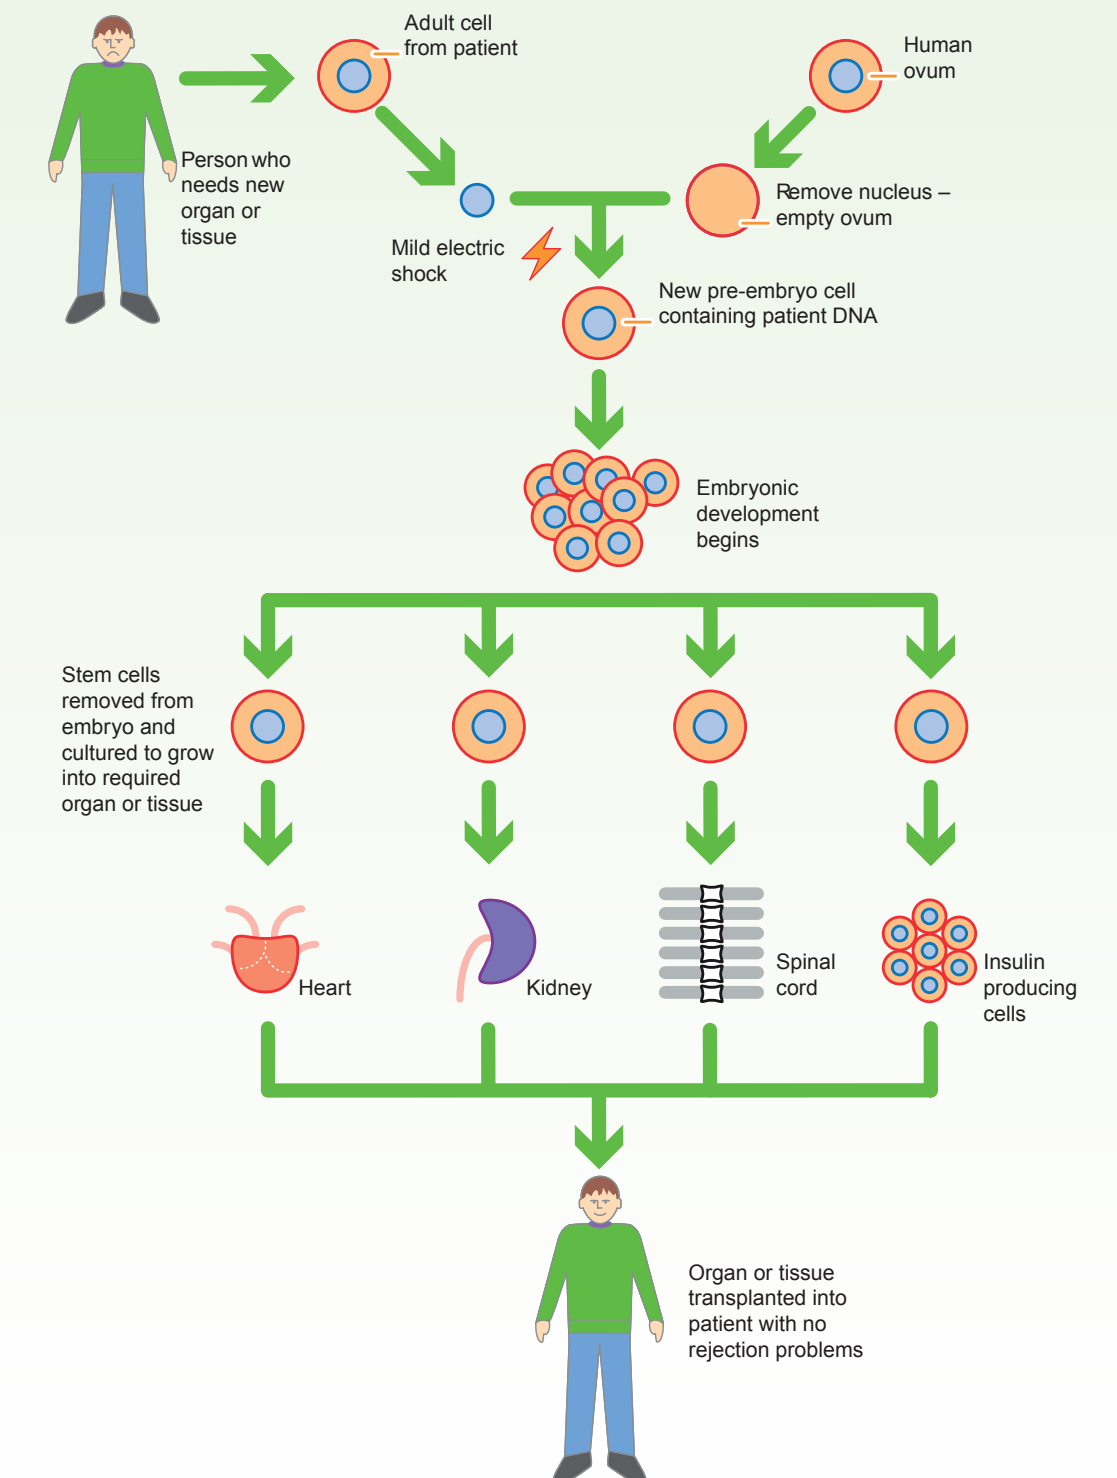 Adult cell
from patient
Human
ovum
Person who
needs new
organ or
tissue
Remove nucleus –
empty ovum
Mild electric
shock
New pre-embryo cell
containing patient DNA
Embryonic
development
begins
Stem cells
removed from
embryo and
cultured to grow
into required
organ or tissue
Heart
Kidney
Spinal
cord
Insulin
producing
cells
Organ or tissue
transplanted into
patient with no
rejection problems